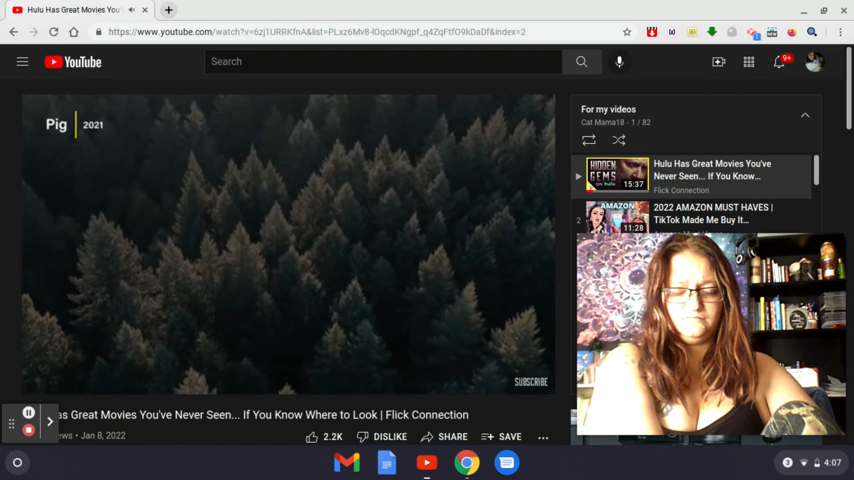 Hulu Has Great Movies You'
https://www.youtube.com/watch?v=6zj1URRKfnA&list=PLxz6Mv8-lOqcdKNgpf_q4ZqFtfO9kDaDf&index=2
YouTube
Search
9+
Pig 2021
SUBSCRIBE
For my videos
Cat Mama18 - 1 / 82
HIDDEN
GEMS
ON hulu
15:37
Hulu Has Great Movies You've
Never Seen... If You Know…
Flick Connection
2
AMAZON
11:28
2022 AMAZON MUST HAVES |
TikTok Made Me Buy It…
as Great Movies You've Never Seen... If You Know Where to Look | Flick Connection
ews • Jan 8, 2022
2.2K
DISLIKE
SHARE
SAVE
3
4:07